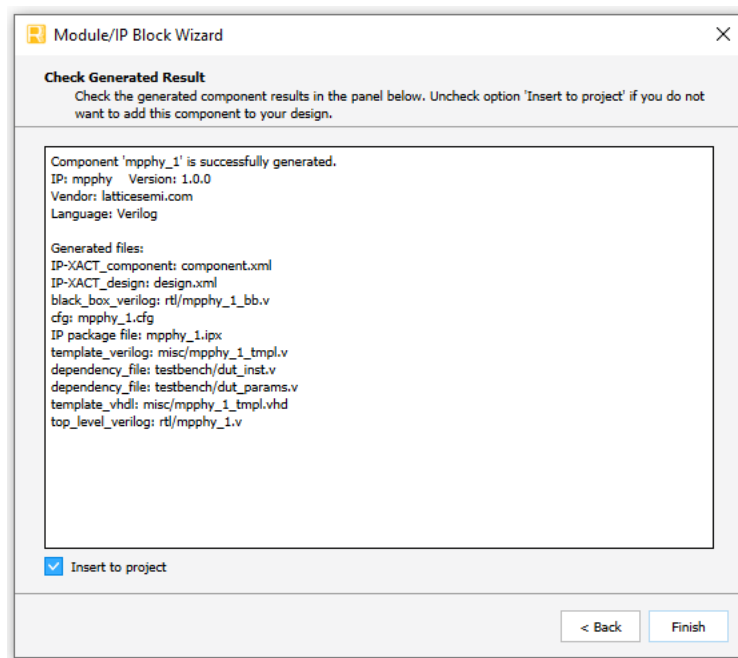 Module/IP Block Wizard
Check Generated Result
Check the generated component results in the panel below. Uncheck option 'Insert to project' if you do not
want to add this component to your design.
Component 'mpphy_1' is successfully generated.
IP: mpphy Version: 1.0.0
Vendor: latticesemi.com
Language: Verilog
Generated files:
IP-XACT_component: component.xml
IP-XACT_design: design.xml
black_box_verilog: rtl/mpphy_1_bb.v
cfg: mpphy_1.cfg
IP package file: mpphy_1.ipx
template_verilog: misc/mpphy_1_tmpl.v
dependency_file: testbench/dut_inst.v
dependency_file: testbench/dut_params.v
template_vhdl: misc/mpphy_1_tmpl.vhd
top_level_verilog: rtl/mpphy_1.v
Insert to project
< Back
Finish